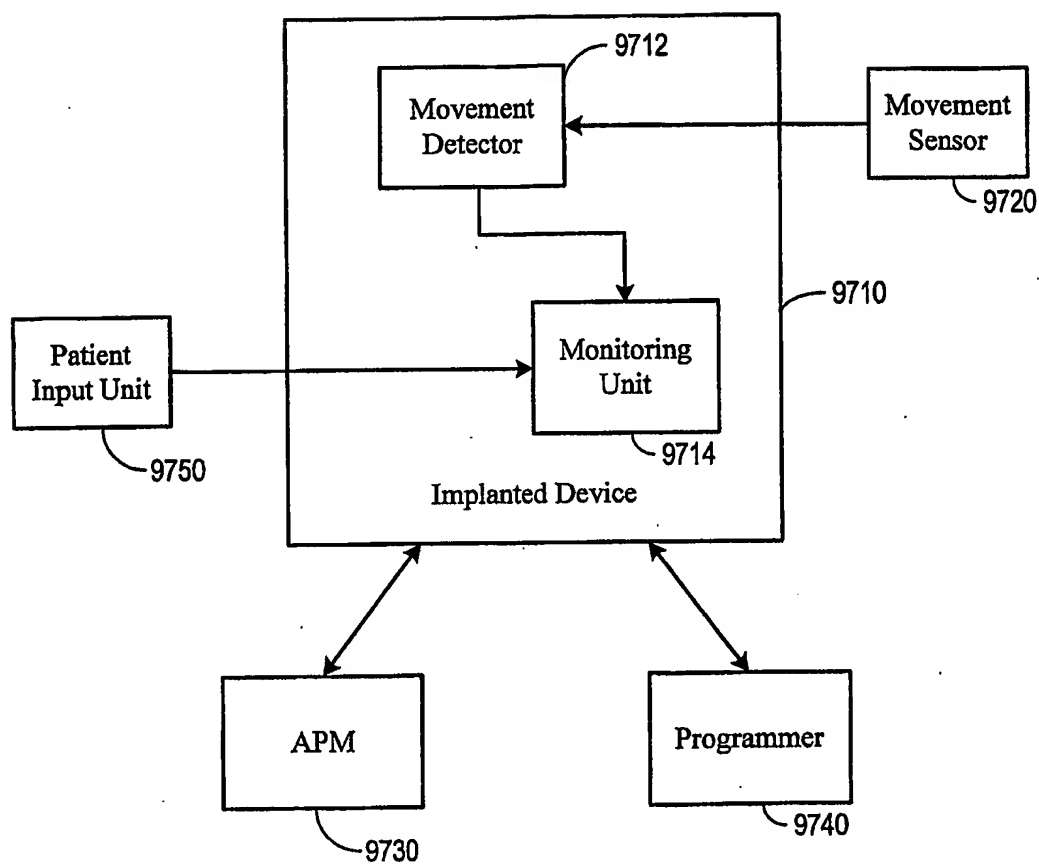 9712
Movement
Detector
Movement
Sensor
9720
9710
Patient
Input Unit
9750
Monitoring
Unit
9714
Implanted Device
APM
9730
Programmer
9740